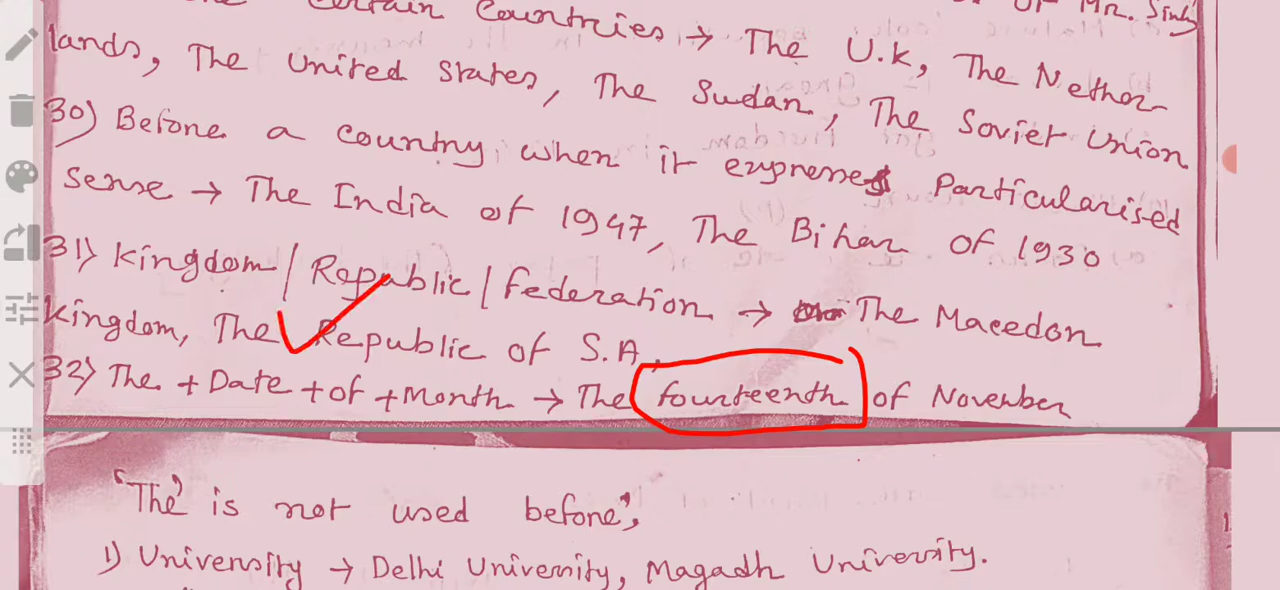 Certain Countries → The U.K, The Nether
lands, The United States, The Sudan, The Soviet Union
30) Before a country, when it expresses Particularised
sense → The India of 1947, The Bihar of 1930
31) Kingdom / Republic / Federation → The Macedon
Kingdom, The Republic of S.A,
32) The + Date + of + Month → The fourteenth of November
'The' is not used before',
1) University → Delhi University, Magadh University.